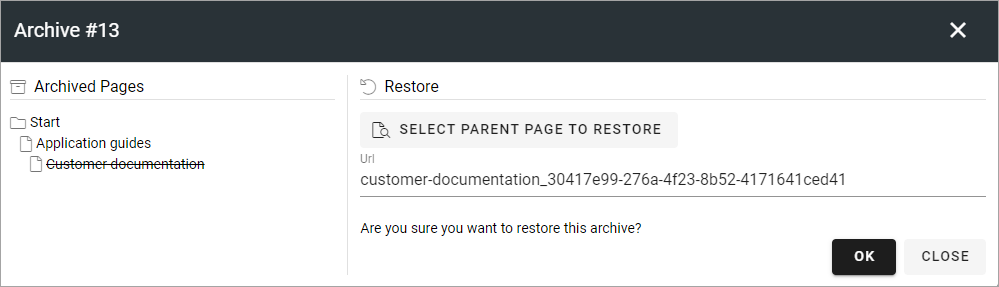 Archive #13
Archived Pages
Start
Application guides
Customer documentation
Restore
SELECT PARENT PAGE TO RESTORE
Url
customer-documentation_30417e99-276a-4f23-8b52-4171641ced41
Are you sure you want to restore this archive?
OK
CLOSE